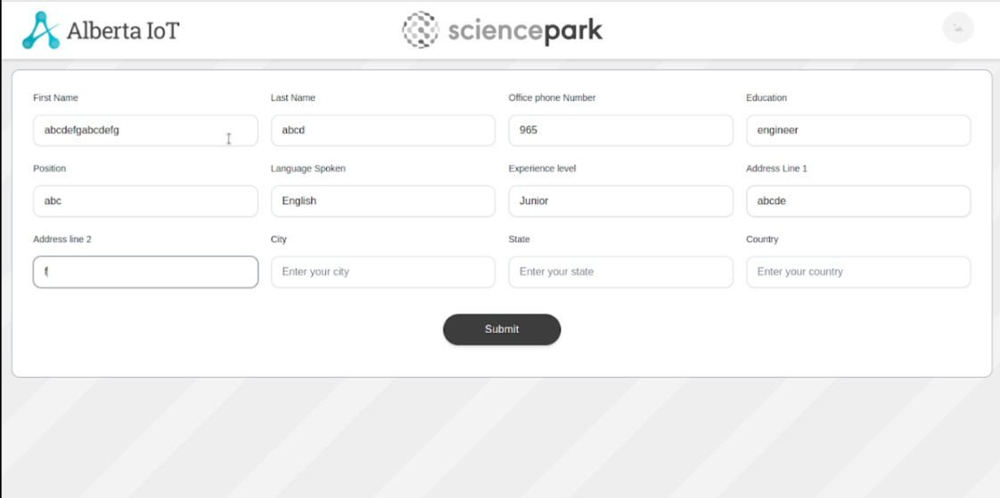 Alberta IoT sciencepark
First Name Last Name Office phone Number Education
abcdefgabcdefg abcd 965 engineer
Position Language Spoken Experience level Address Line 1
abc English Junior abcde
Address line 2 City State Country
f Enter your city Enter your state Enter your country
Submit